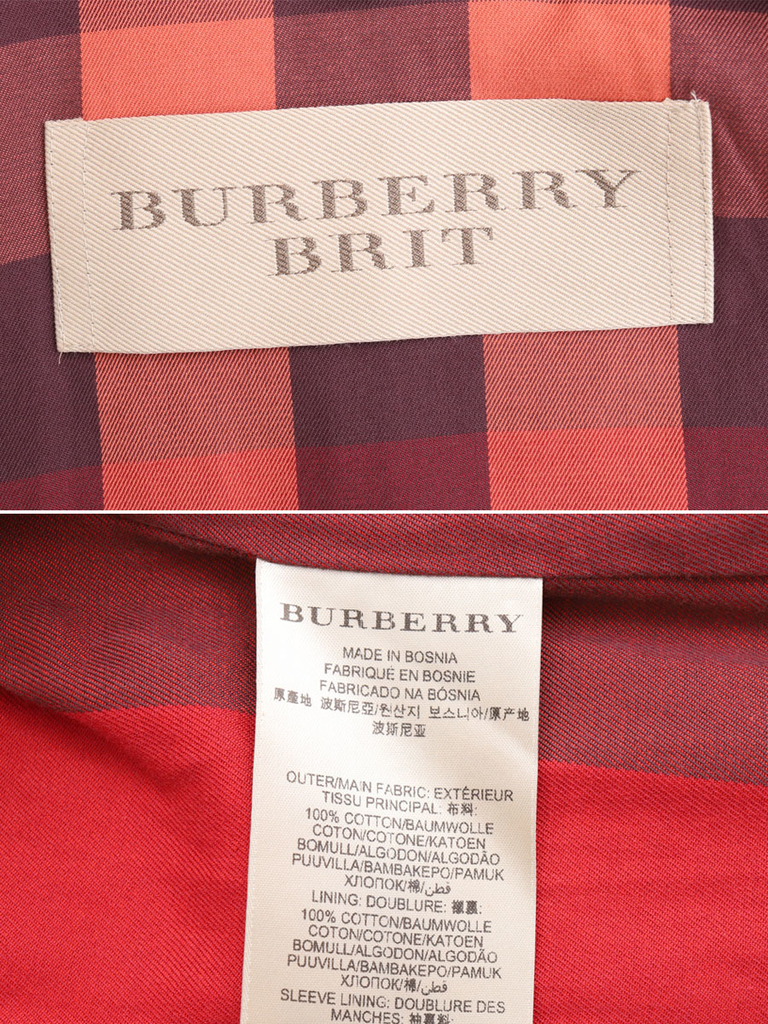 BURBERRY
BRIT
BURBERRY
MADE IN BOSNIA
FABRIQUÉ EN BOSNIE
FABRICADO NA BÓSNIA
原產地 波斯尼亞/원산지 보스니아/原产地
波斯尼亚
OUTER/MAIN FABRIC: EXTÉRIEUR
TISSU PRINCIPAL: 布料:
100% COTTON/BAUMWOLLE
COTON/COTONE/KATOEN
BOMULL/ALGODON/ALGODÃO
PUUVILLA/BAMBAKEPO/PAMUK
ХЛОПОК/棉/قطن
LINING: DOUBLURE: 襯裏:
100% COTTON/BAUMWOLLE
COTON/COTONE/KATOEN
BOMULL/ALGODON/ALGODÃO
PUUVILLA/BAMBAKEPO/PAMUK
ХЛОПОК/棉/قطن
SLEEVE LINING: DOUBLURE DES
MANCHES: 袖裏料: